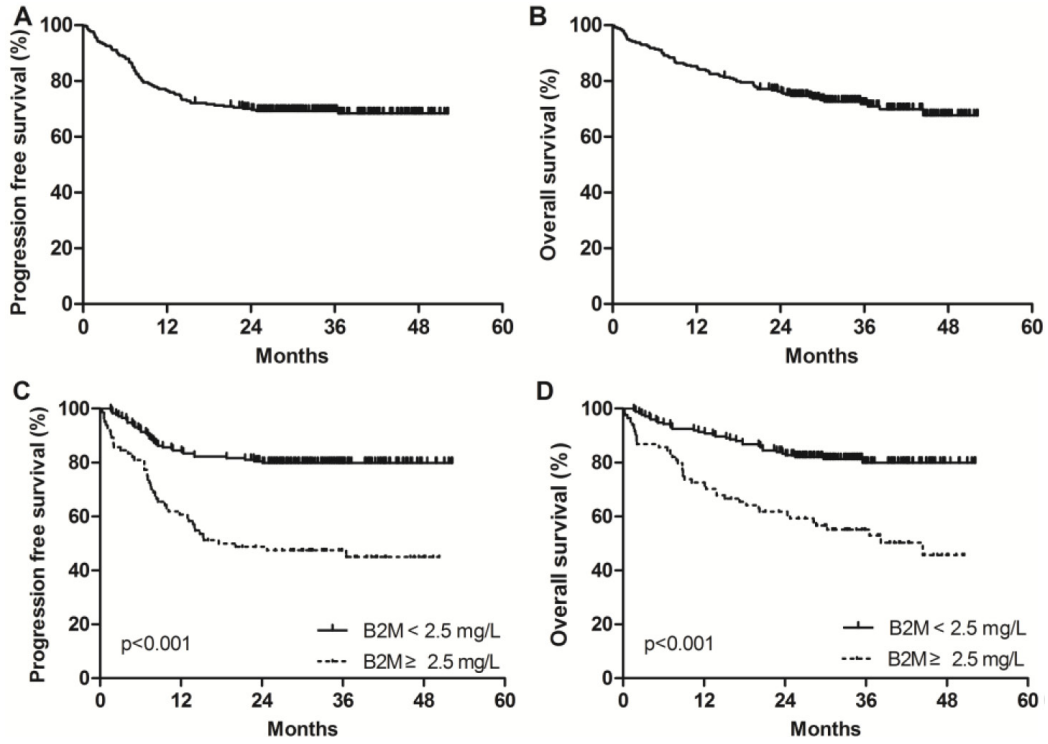 A
Progression free survival (%)
100
80
60
40
20
0
0 12 24 36 48 60
Months
B
Overall survival (%)
100
80
60
40
20
0
0 12 24 36 48 60
Months
C
Progression free survival (%)
100
80
60
40
20
0
p<0.001
B2M < 2.5 mg/L
B2M ≥ 2.5 mg/L
0 12 24 36 48 60
Months
D
Overall survival (%)
100
80
60
40
20
0
p<0.001
B2M < 2.5 mg/L
B2M ≥ 2.5 mg/L
0 12 24 36 48 60
Months